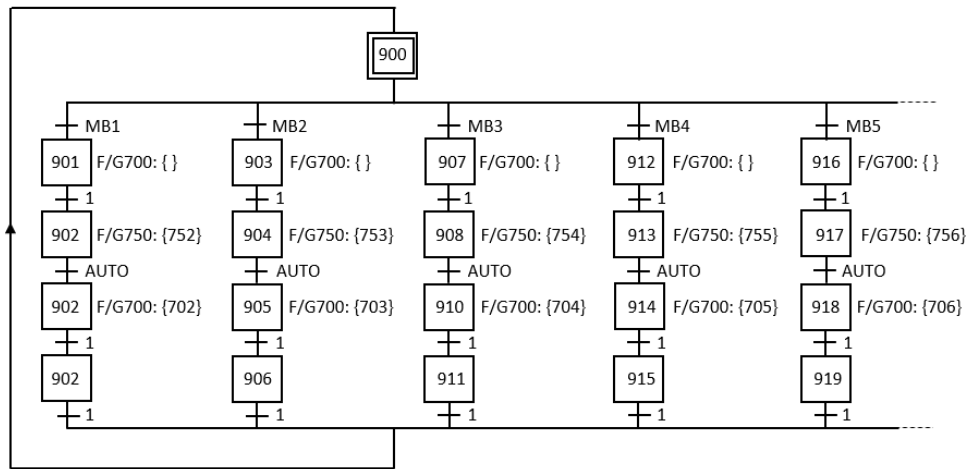 900
MB1 MB2 MB3 MB4 MB5
901 F/G700: { } 903 F/G700: { } 907 F/G700: { } 912 F/G700: { } 916 F/G700: { }
1 1 1 1 1
902 F/G750: {752} 904 F/G750: {753} 908 F/G750: {754} 913 F/G750: {755} 917 F/G750: {756}
AUTO AUTO AUTO AUTO AUTO
902 F/G700: {702} 905 F/G700: {703} 910 F/G700: {704} 914 F/G700: {705} 918 F/G700: {706}
1 1 1 1 1
902 906 911 915 919
1 1 1 1 1